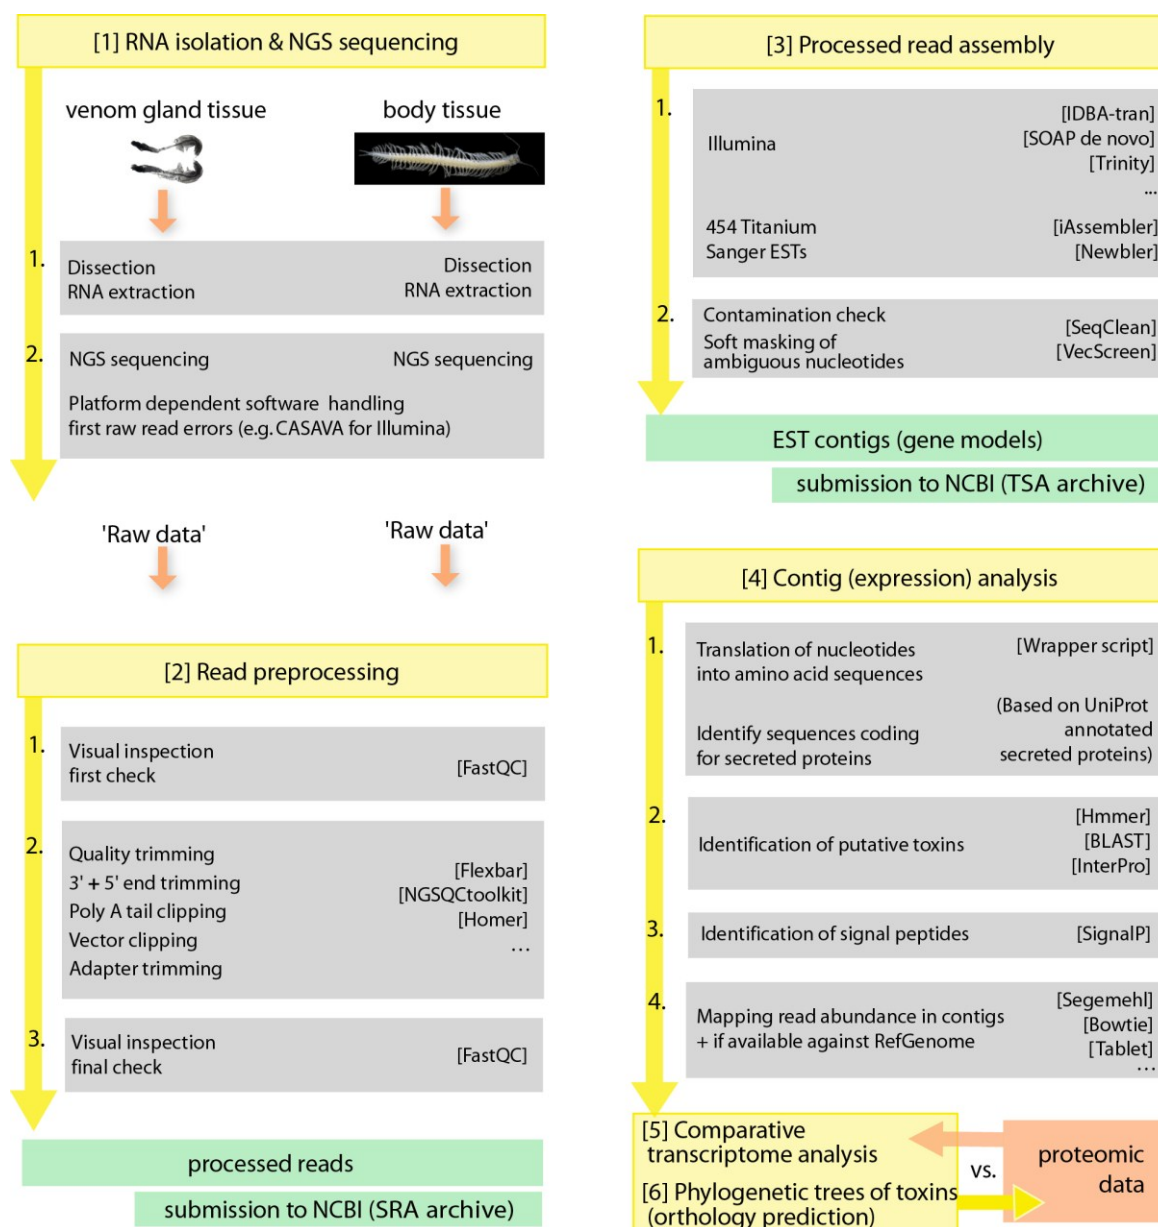 [1] RNA isolation & NGS sequencing
venom gland tissue
body tissue
1.
Dissection
RNA extraction
Dissection
RNA extraction
2.
NGS sequencing
NGS sequencing
Platform dependent software handling
first raw read errors (e.g. CASAVA for Illumina)
'Raw data'
'Raw data'
[2] Read preprocessing
1.
Visual inspection
first check
[FastQC]
2.
Quality trimming
3' + 5' end trimming
Poly A tail clipping
Vector clipping
Adapter trimming
[Flexbar]
[NGSQCtoolkit]
[Homer]
...
3.
Visual inspection
final check
[FastQC]
processed reads
submission to NCBI (SRA archive)
[3] Processed read assembly
1.
Illumina
[IDBA-tran]
[SOAP de novo]
[Trinity]
...
454 Titanium
Sanger ESTs
[iAssembler]
[Newbler]
2.
Contamination check
Soft masking of
ambiguous nucleotides
[SeqClean]
[VecScreen]
EST contigs (gene models)
submission to NCBI (TSA archive)
[4] Contig (expression) analysis
1.
Translation of nucleotides
into amino acid sequences
[Wrapper script]
Identify sequences coding
for secreted proteins
(Based on UniProt
annotated
secreted proteins)
2.
Identification of putative toxins
[Hmmer]
[BLAST]
[InterPro]
3.
Identification of signal peptides
[SignalP]
4.
Mapping read abundance in contigs
+ if available against RefGenome
[Segemehl]
[Bowtie]
[Tablet]
...
[5] Comparative
transcriptome analysis
[6] Phylogenetic trees of toxins
(orthology prediction)
vs.
proteomic
data